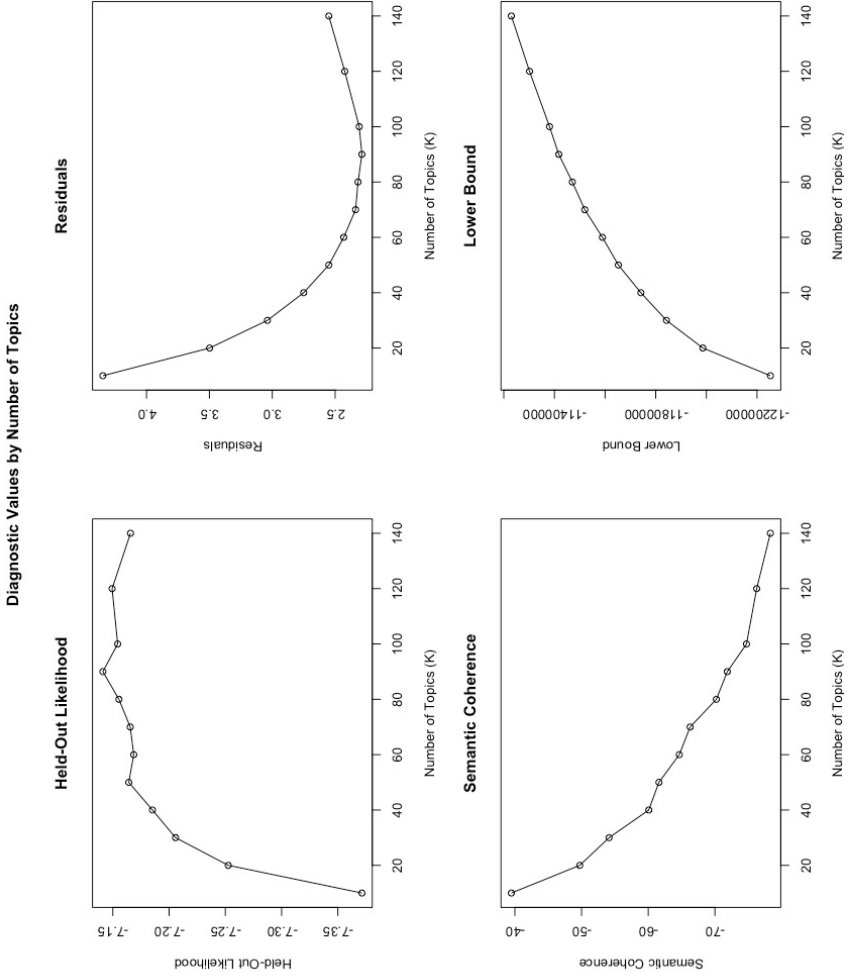 Diagnostic Values by Number of Topics
Held-Out Likelihood
Held-Out Likelihood
-7.35 -7.30 -7.25 -7.20 -7.15
20 40 60 80 100 120 140
Number of Topics (K)
Residuals
Residuals
2.5 3.0 3.5 4.0
20 40 60 80 100 120 140
Number of Topics (K)
Semantic Coherence
Semantic Coherence
-70 -60 -50 -40
20 40 60 80 100 120 140
Number of Topics (K)
Lower Bound
Lower Bound
-12200000 -11800000 -11400000
20 40 60 80 100 120 140
Number of Topics (K)